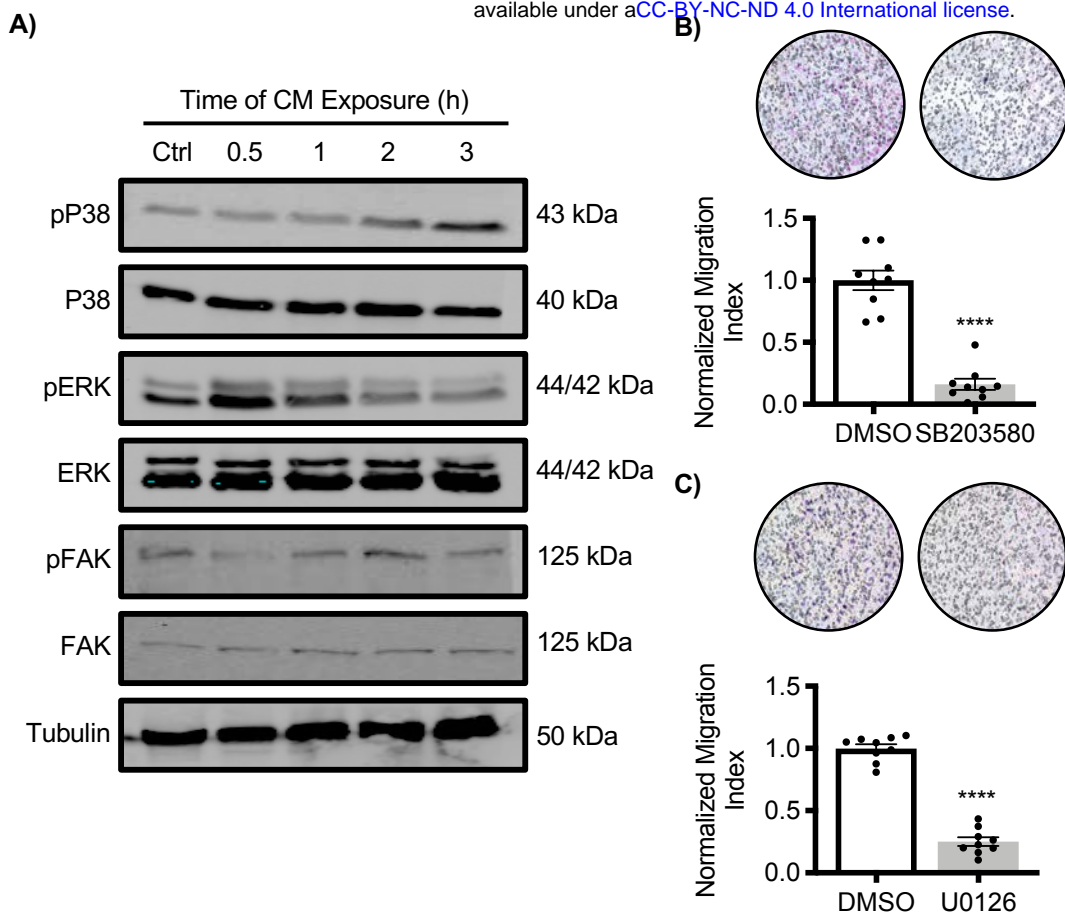 available under aCC-BY-NC-ND 4.0 International license.
A)
Time of CM Exposure (h)
Ctrl 0.5 1 2 3
pP38 43 kDa
P38 40 kDa
pERK 44/42 kDa
ERK 44/42 kDa
pFAK 125 kDa
FAK 125 kDa
Tubulin 50 kDa
B)
Normalized Migration
Index
1.5
1.0
0.5
0.0
****
DMSO SB203580
C)
Normalized Migration
Index
1.5
1.0
0.5
0.0
****
DMSO U0126